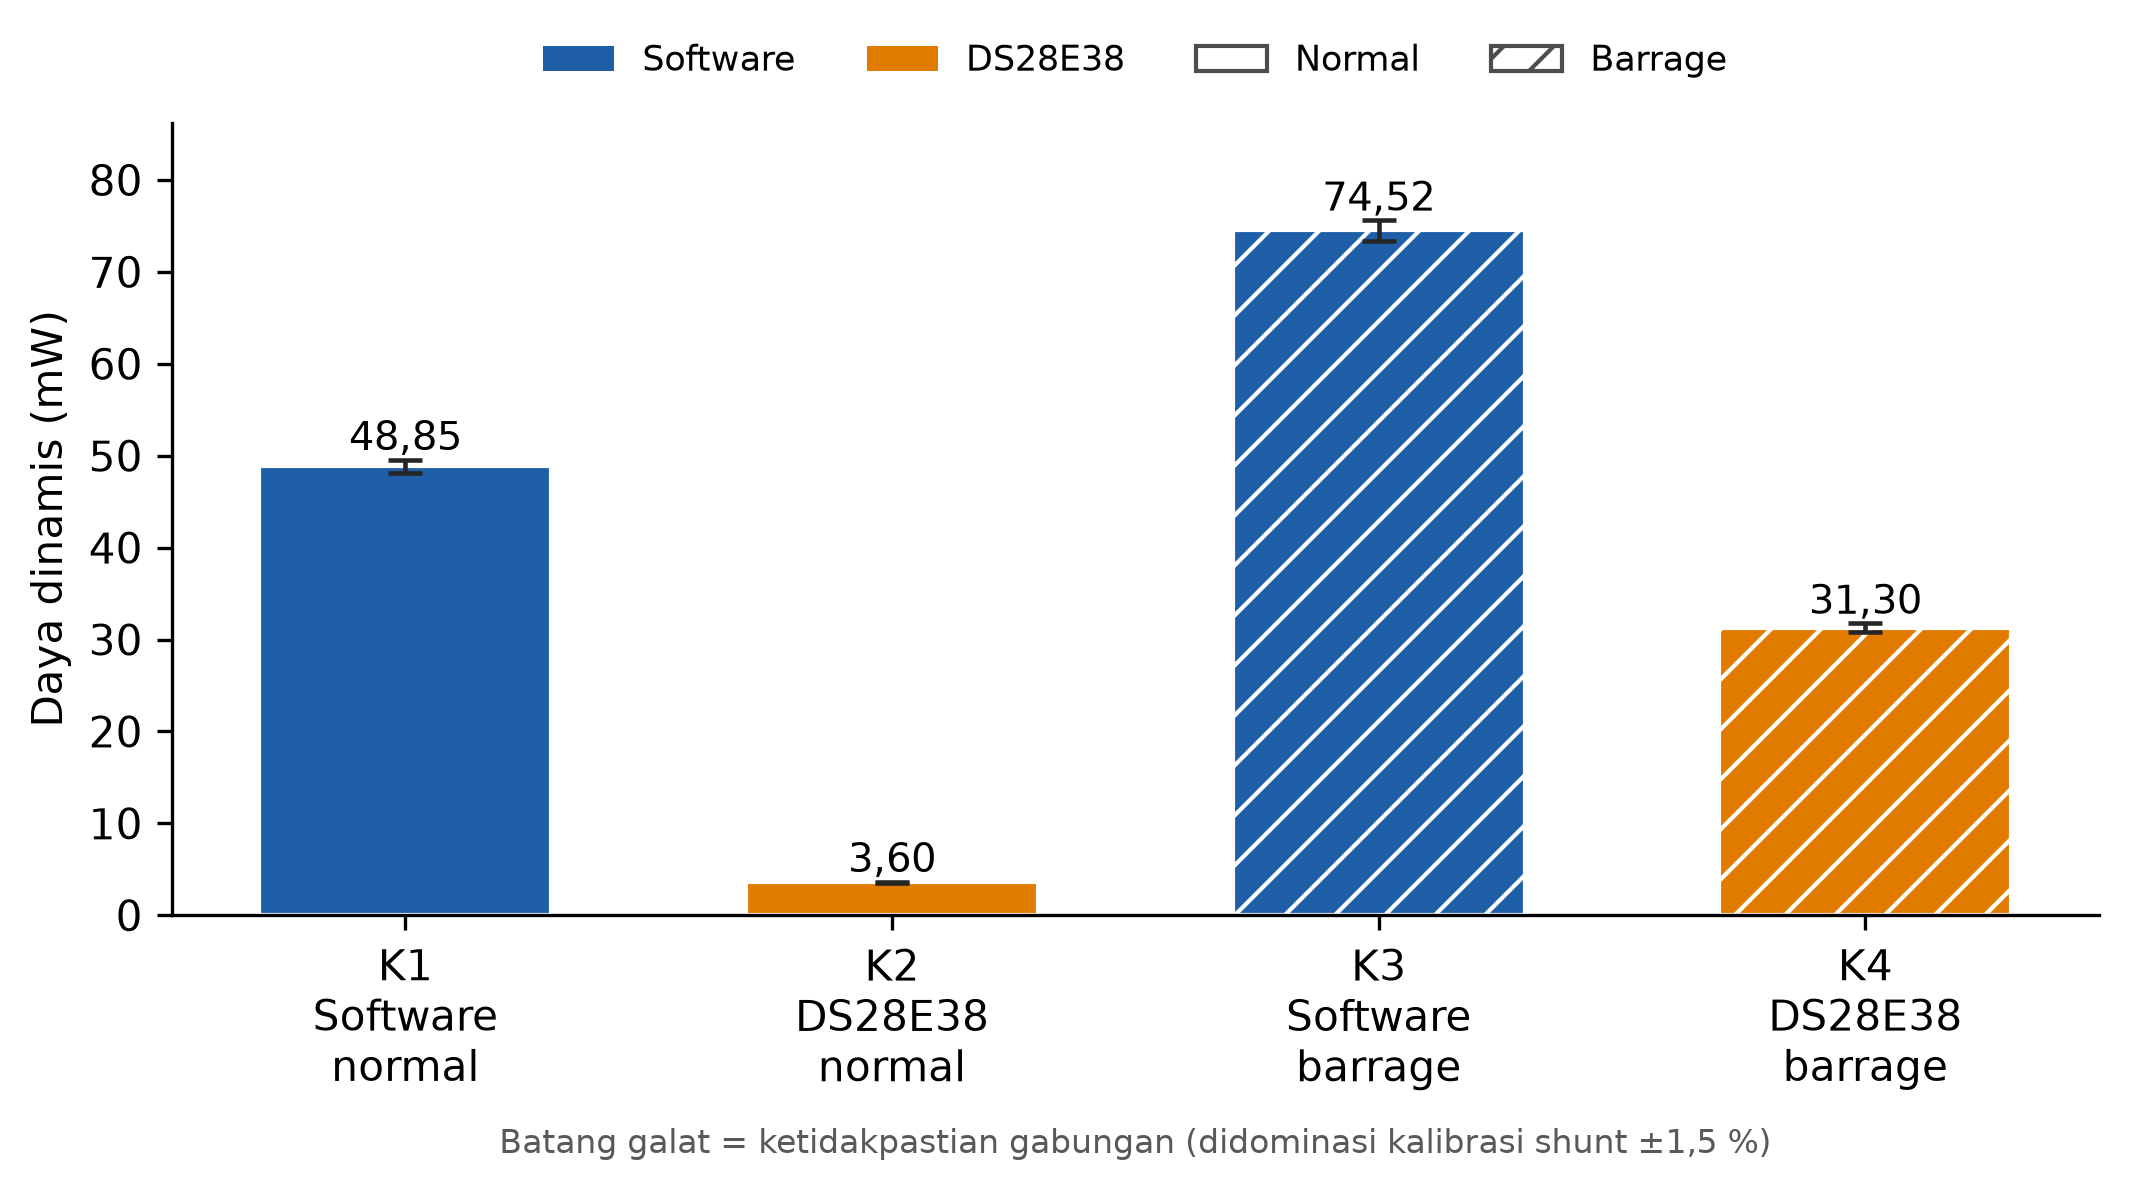 Software DS28E38 Normal Barrage
Daya dinamis (mW)
80
70
60
50
40
30
20
10
0
48,85
3,60
74,52
31,30
K1
Software
normal
K2
DS28E38
normal
K3
Software
barrage
K4
DS28E38
barrage
Batang galat = ketidakpastian gabungan (didominasi kalibrasi shunt ±1,5 %)